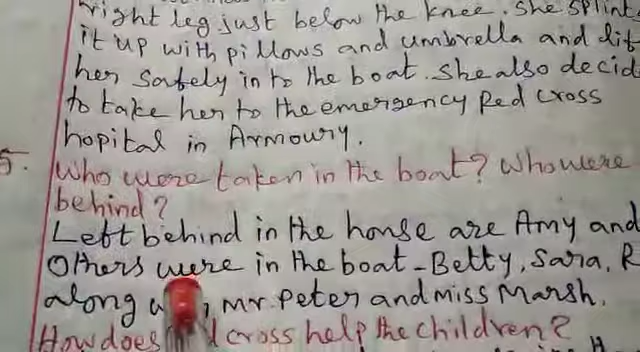 right leg just below the knee. She splint
it up with pillows and umbrella and lif
her safely in to the boat. She also decid
to take her to the emergency Red cross
hopital in Armoury.
5. Who were taken in the boat? Who were
behind?
Left behind in the house are Amy and
Others were in the boat - Betty, Sara, R
along mr. Peter and miss Marsh.
How does cross help the children?